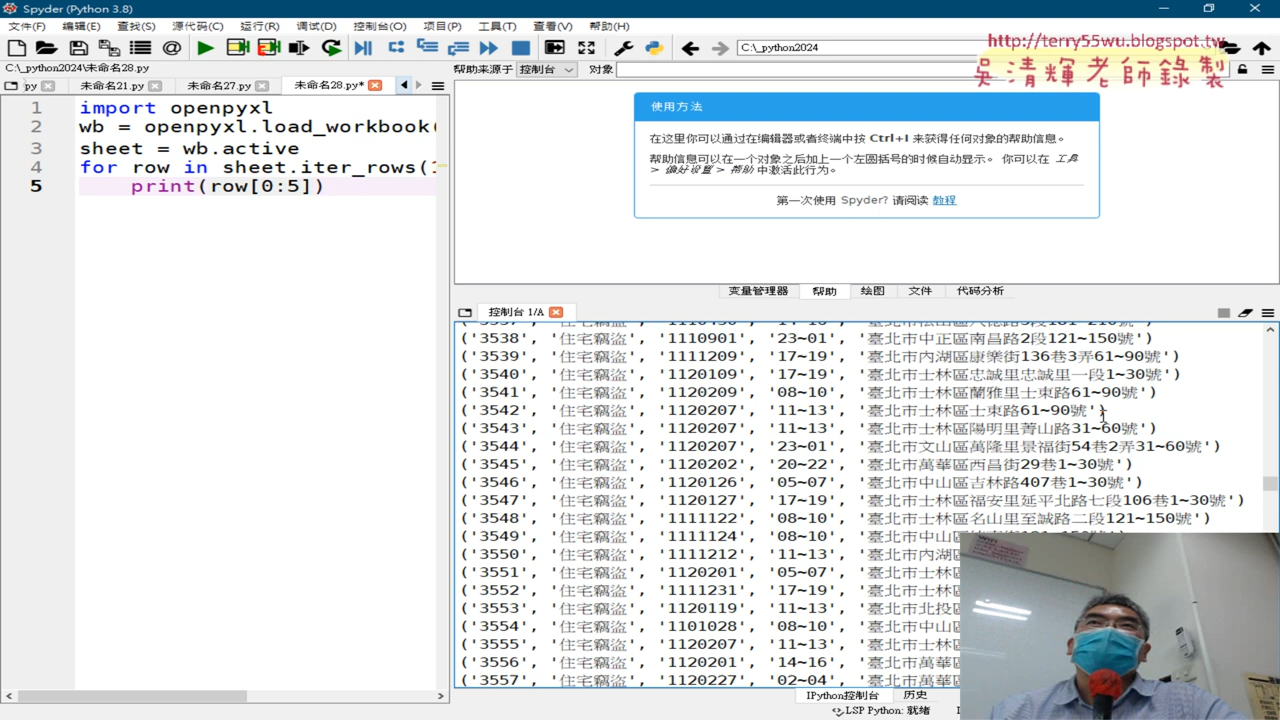 Spyder (Python 3.8)
文件(F) 编辑(E) 查找(S) 源代码(C) 运行(R) 调试(D) 控制台(O) 项目(P) 工具(T) 查看(V) 帮助(H)
C:\_python2024
http://terry55wu.blogspot.tw
吳清輝老師錄製
C:\_python2024\未命名28.py
帮助来源于 控制台 对象
py 未命名21.py 未命名27.py 未命名28.py*
1 import openpyxl
2 wb = openpyxl.load_workbook(
3 sheet = wb.active
4 for row in sheet.iter_rows(
5 print(row[0:5])
使用方法
在这里你可以通过在编辑器或者终端中按 Ctrl+I 来获得任何对象的帮助信息。
帮助信息可以在一个对象之后加上一个左圆括号的时候自动显示。 你可以在 工具
> 偏好设置 > 帮助 中激活此行为。
第一次使用 Spyder? 请阅读 教程
变量管理器 帮助 绘图 文件 代码分析
控制台 1/A
('3538', '住宅竊盜', '1110901', '23~01', '臺北市中正區南昌路2段121~150號')
('3539', '住宅竊盜', '1111209', '17~19', '臺北市內湖區康樂街136巷3弄61~90號')
('3540', '住宅竊盜', '1120109', '17~19', '臺北市士林區忠誠里忠誠里一段1~30號')
('3541', '住宅竊盜', '1120209', '08~10', '臺北市士林區蘭雅里士東路61~90號')
('3542', '住宅竊盜', '1120207', '11~13', '臺北市士林區士東路61~90號')
('3543', '住宅竊盜', '1120207', '11~13', '臺北市士林區陽明里菁山路31~60號')
('3544', '住宅竊盜', '1120207', '23~01', '臺北市文山區萬隆里景福街54巷2弄31~60號')
('3545', '住宅竊盜', '1120202', '20~22', '臺北市萬華區西昌街29巷1~30號')
('3546', '住宅竊盜', '1120126', '05~07', '臺北市中山區吉林路407巷1~30號')
('3547', '住宅竊盜', '1120127', '17~19', '臺北市士林區福安里延平北路七段106巷1~30號')
('3548', '住宅竊盜', '1111122', '08~10', '臺北市士林區名山里至誠路二段121~150號')
('3549', '住宅竊盜', '1111124', '08~10', '臺北市中山
('3550', '住宅竊盜', '1111212', '11~13', '臺北市內湖
('3551', '住宅竊盜', '1120201', '05~07', '臺北市士林
('3552', '住宅竊盜', '1111231', '17~19', '臺北市士林
('3553', '住宅竊盜', '1120119', '11~13', '臺北市北投
('3554', '住宅竊盜', '1101028', '08~10', '臺北市中山
('3555', '住宅竊盜', '1120207', '11~13', '臺北市士林
('3556', '住宅竊盜', '1120201', '14~16', '臺北市萬華
('3557', '住宅竊盜', '1120227', '02~04', '臺北市萬華
IPython控制台 历史
LSP Python: 就绪